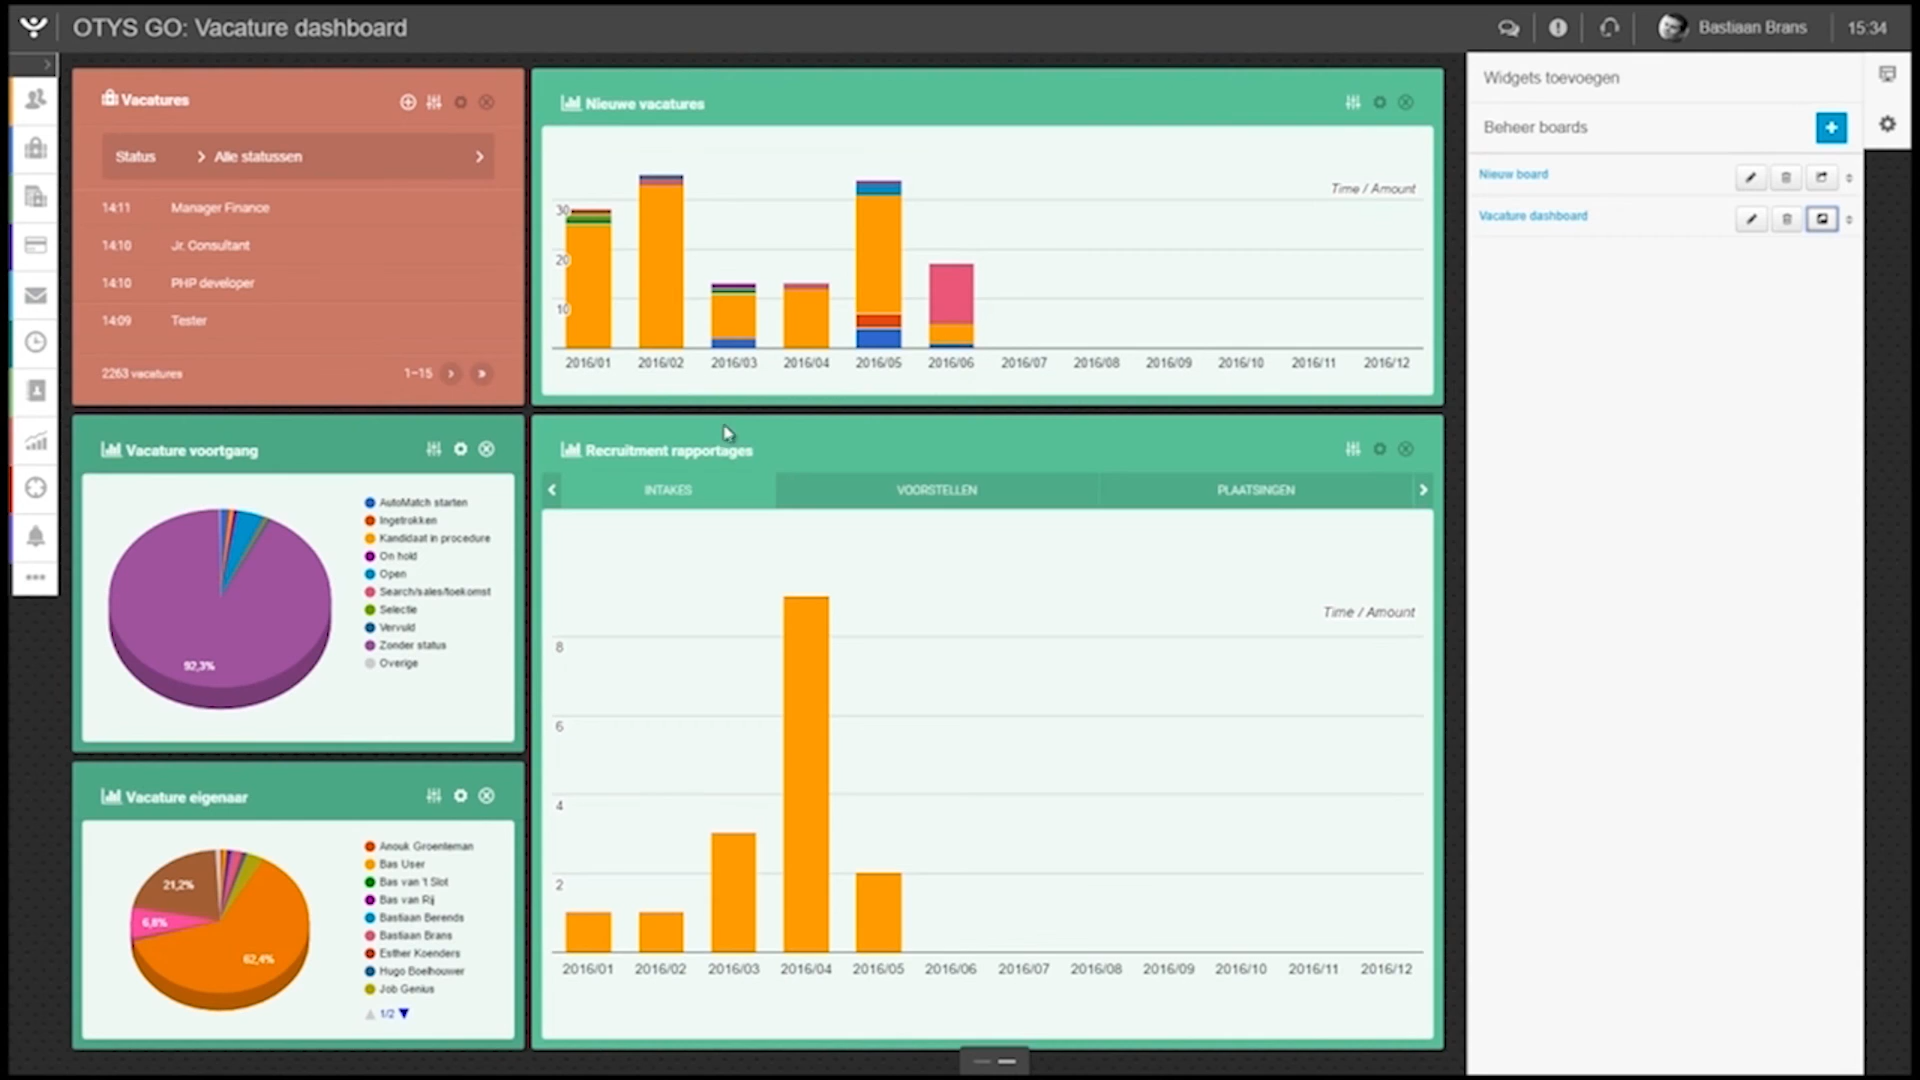 OTYS GO: Vacature dashboard
Bastiaan Brans
15:34
Vacatures
Status
Alle statussen
14:11 Manager Finance
14:10 Jr. Consultant
14:10 PHP developer
14:09 Tester
2263 vacatures
1–15
Nieuwe vacatures
Time / Amount
30
20
10
2016/01 2016/02 2016/03 2016/04 2016/05 2016/06 2016/07 2016/08 2016/09 2016/10 2016/11 2016/12
Widgets toevoegen
Beheer boards
Nieuw board
Vacature dashboard
Vacature voortgang
AutoMatch starten
Ingetrokken
Kandidaat in procedure
On hold
Open
Search/sales/toekomst
Selectie
Vervuld
Zonder status
Overige
92,3%
Recruitment rapportages
INTAKES
VOORSTELLEN
PLAATSINGEN
Time / Amount
8
6
4
2
2016/01 2016/02 2016/03 2016/04 2016/05 2016/06 2016/07 2016/08 2016/09 2016/10 2016/11 2016/12
Vacature eigenaar
21,2%
6,8%
62,4%
Anouk Groenteman
Bas User
Bas van 't Slot
Bas van Rij
Bastiaan Berends
Bastiaan Brans
Esther Koenders
Hugo Boelhouwer
Job Genius
1/2